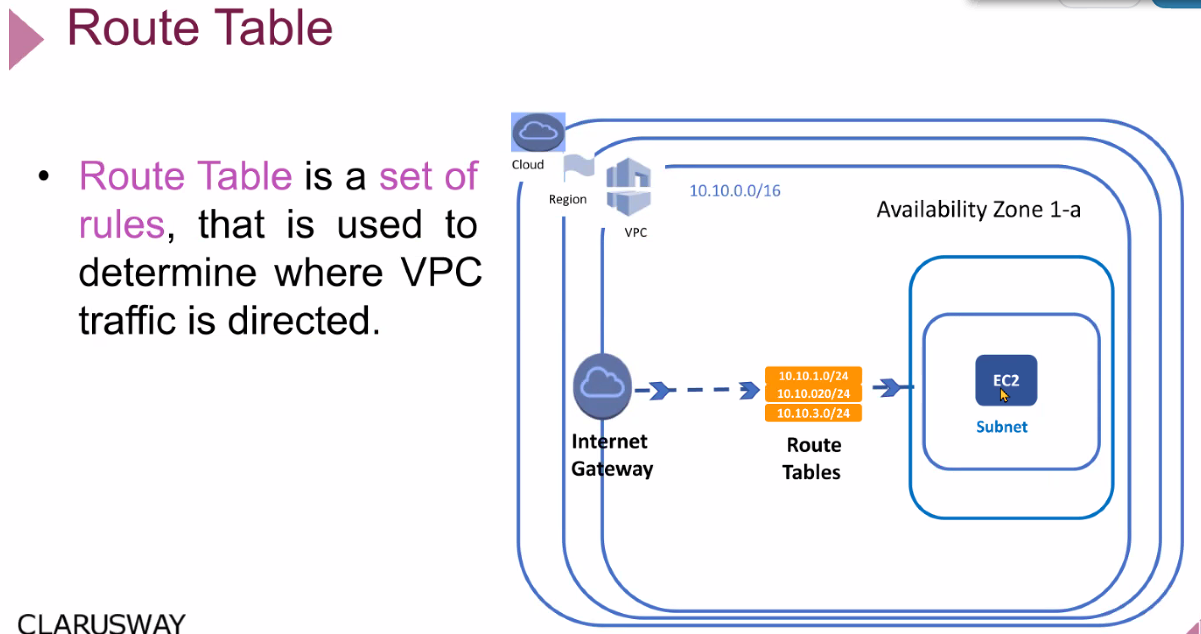 Route Table
• Route Table is a set of
rules, that is used to
determine where VPC
traffic is directed.
Cloud
Region
VPC
10.10.0.0/16
Availability Zone 1-a
10.10.1.0/24
10.10.020/24
10.10.3.0/24
EC2
Subnet
Internet
Gateway
Route
Tables
CLARUSWAY